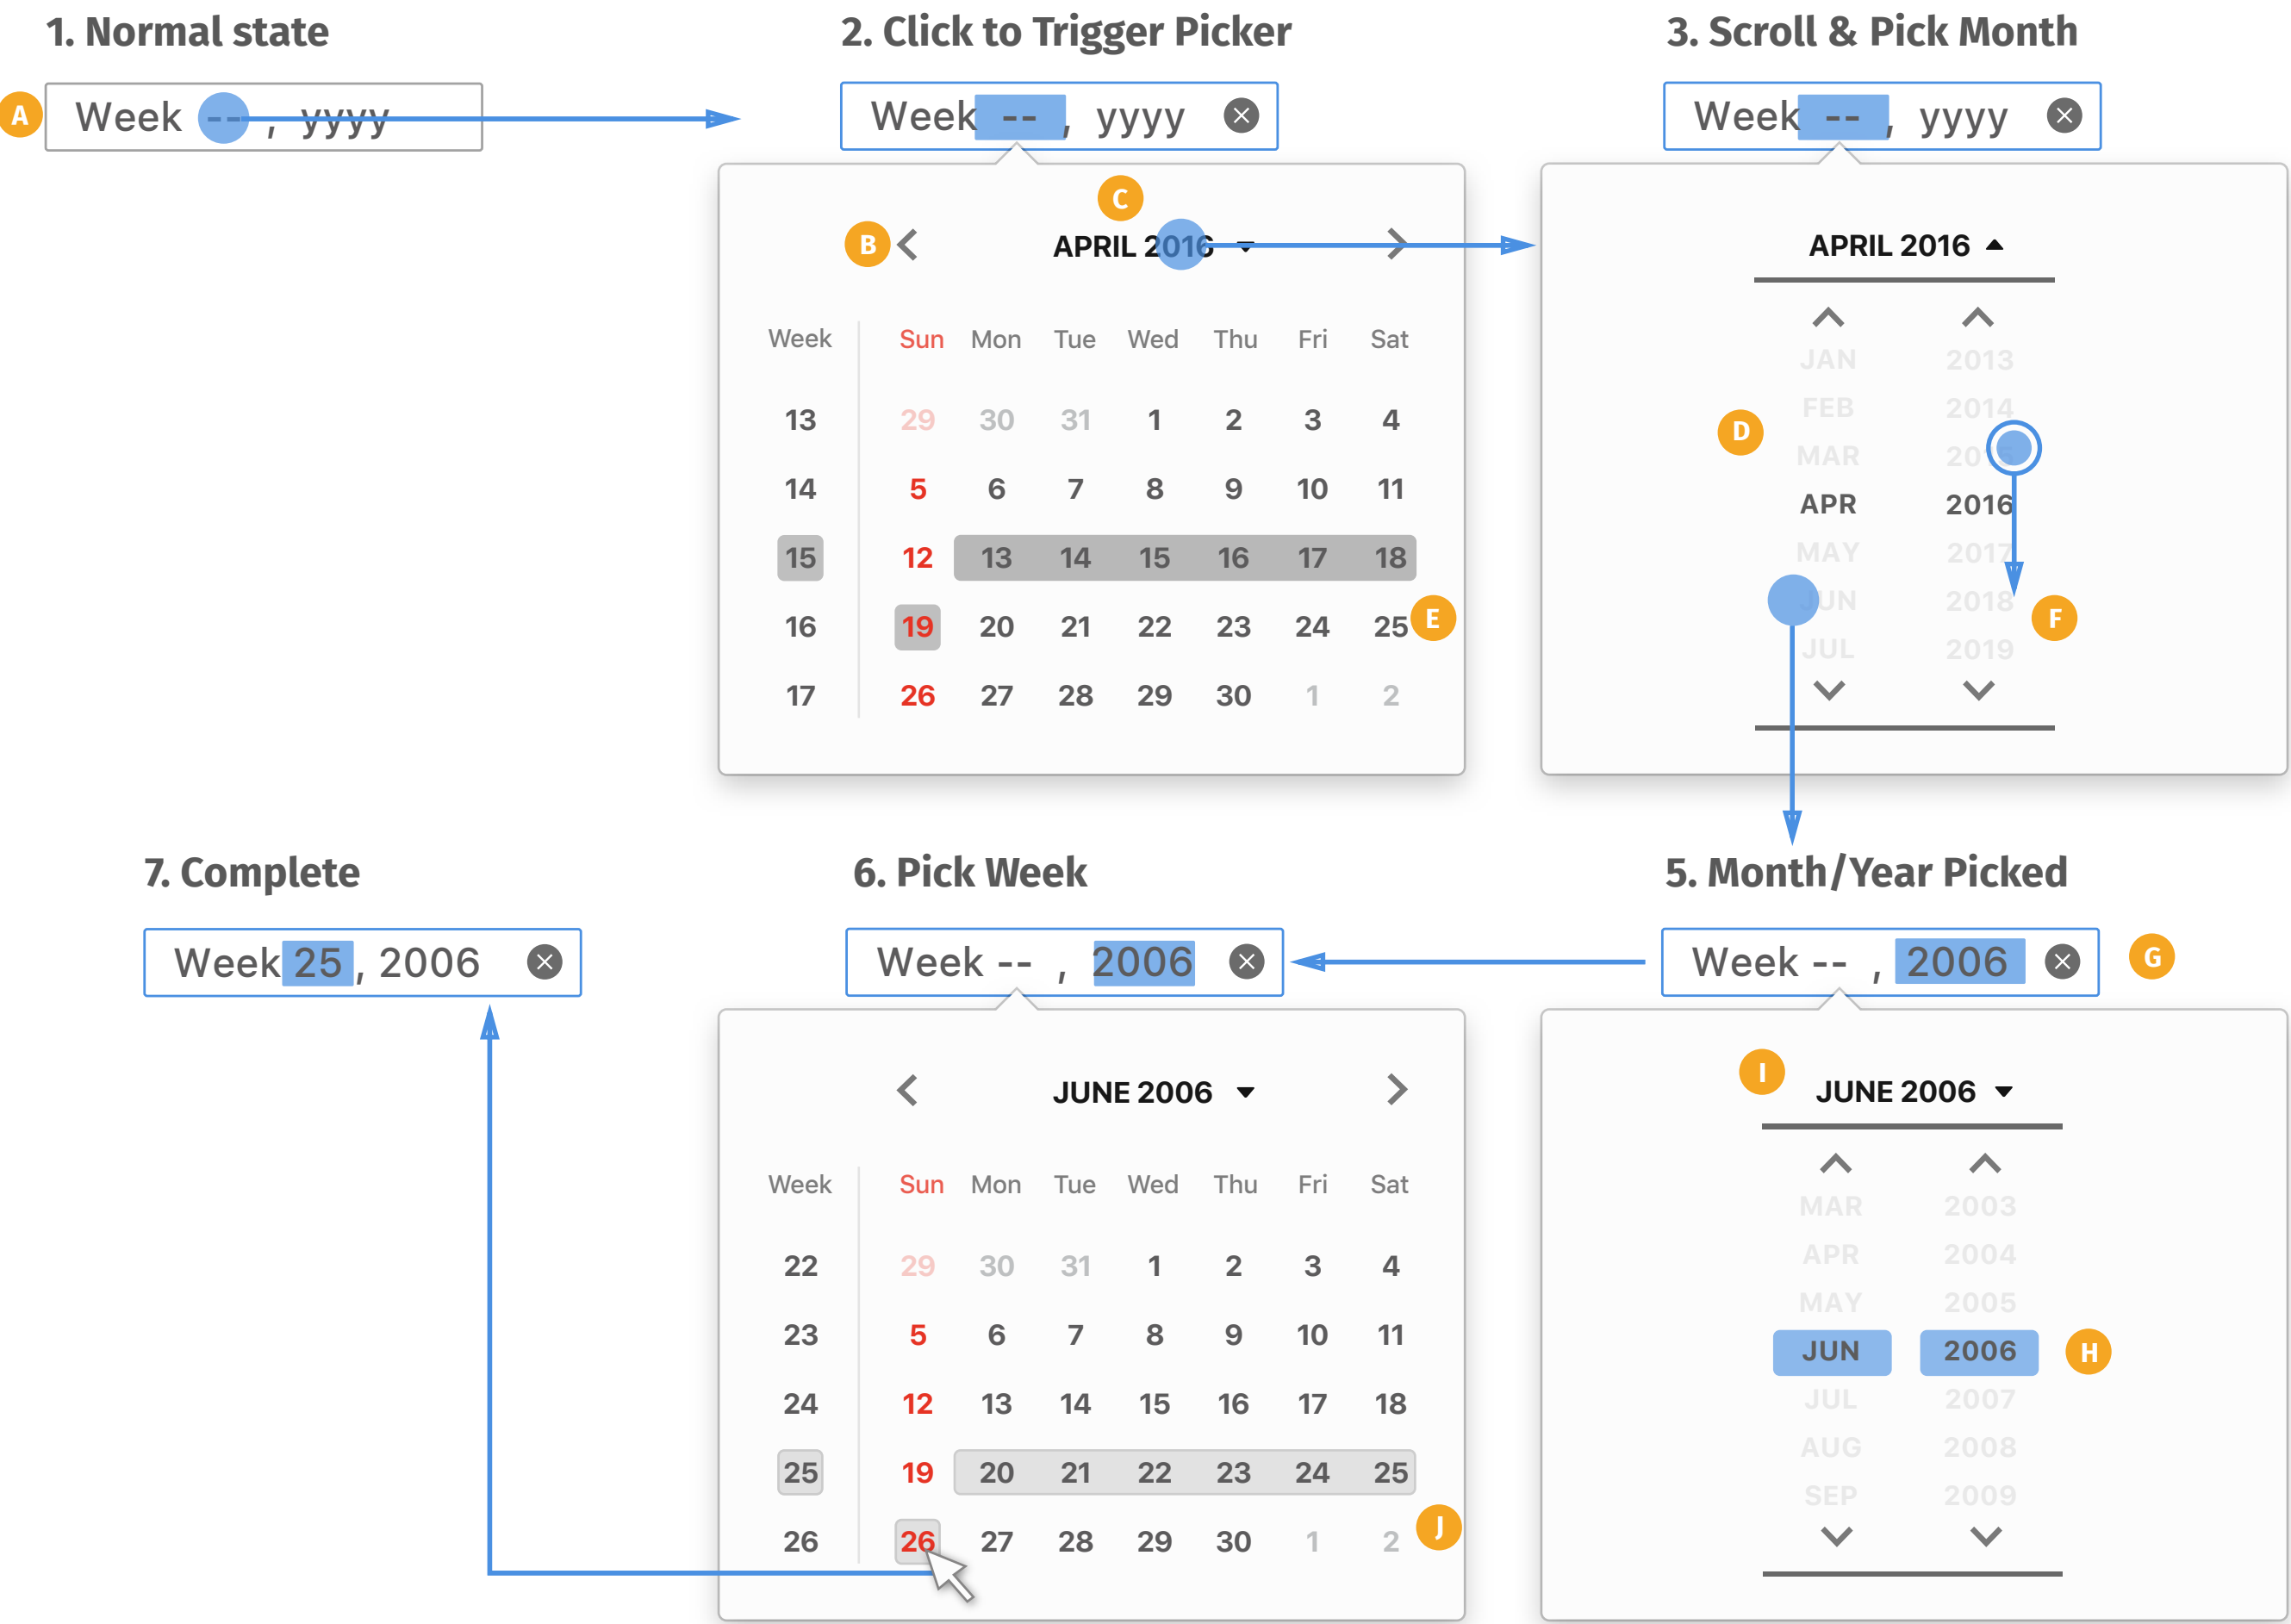 1. Normal state
A
Week -- , yyyy
2. Click to Trigger Picker
Week -- , yyyy
C
B
APRIL 2016
Week Sun Mon Tue Wed Thu Fri Sat
13 29 30 31 1 2 3 4
14 5 6 7 8 9 10 11
15 12 13 14 15 16 17 18
16 19 20 21 22 23 24 25
E
17 26 27 28 29 30 1 2
3. Scroll & Pick Month
Week -- , yyyy
APRIL 2016
JAN 2013
FEB 2014
D
MAR 2015
APR 2016
MAY 2017
JUN 2018
F
JUL 2019
7. Complete
Week 25 , 2006
6. Pick Week
Week -- , 2006
JUNE 2006
Week Sun Mon Tue Wed Thu Fri Sat
22 29 30 31 1 2 3 4
23 5 6 7 8 9 10 11
24 12 13 14 15 16 17 18
25 19 20 21 22 23 24 25
26 26 27 28 29 30 1 2
J
5. Month/Year Picked
Week -- , 2006
G
I
JUNE 2006
MAR 2003
APR 2004
MAY 2005
JUN 2006
H
JUL 2007
AUG 2008
SEP 2009